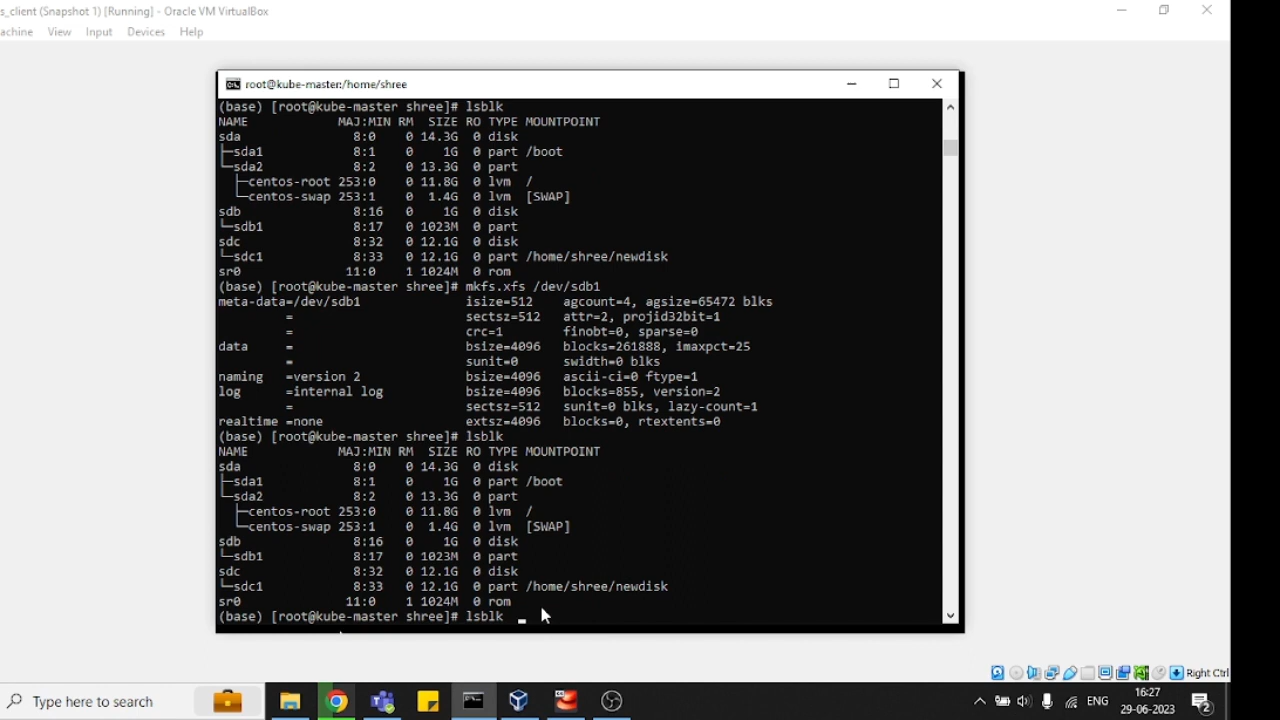 s_client (Snapshot 1) [Running] - Oracle VM VirtualBox
achine View Input Devices Help
root@kube-master:/home/shree
(base) [root@kube-master shree]# lsblk
NAME MAJ:MIN RM SIZE RO TYPE MOUNTPOINT
sda 8:0 0 14.3G 0 disk
├─sda1 8:1 0 1G 0 part /boot
└─sda2 8:2 0 13.3G 0 part
├─centos-root 253:0 0 11.8G 0 lvm /
└─centos-swap 253:1 0 1.4G 0 lvm [SWAP]
sdb 8:16 0 1G 0 disk
└─sdb1 8:17 0 1023M 0 part
sdc 8:32 0 12.1G 0 disk
└─sdc1 8:33 0 12.1G 0 part /home/shree/newdisk
sr0 11:0 1 1024M 0 rom
(base) [root@kube-master shree]# mkfs.xfs /dev/sdb1
meta-data=/dev/sdb1 isize=512 agcount=4, agsize=65472 blks
= sectsz=512 attr=2, projid32bit=1
= crc=1 finobt=0, sparse=0
data = bsize=4096 blocks=261888, imaxpct=25
= sunit=0 swidth=0 blks
naming =version 2 bsize=4096 ascii-ci=0 ftype=1
log =internal log bsize=4096 blocks=855, version=2
= sectsz=512 sunit=0 blks, lazy-count=1
realtime =none extsz=4096 blocks=0, rtextents=0
(base) [root@kube-master shree]# lsblk
NAME MAJ:MIN RM SIZE RO TYPE MOUNTPOINT
sda 8:0 0 14.3G 0 disk
├─sda1 8:1 0 1G 0 part /boot
└─sda2 8:2 0 13.3G 0 part
├─centos-root 253:0 0 11.8G 0 lvm /
└─centos-swap 253:1 0 1.4G 0 lvm [SWAP]
sdb 8:16 0 1G 0 disk
└─sdb1 8:17 0 1023M 0 part
sdc 8:32 0 12.1G 0 disk
└─sdc1 8:33 0 12.1G 0 part /home/shree/newdisk
sr0 11:0 1 1024M 0 rom
(base) [root@kube-master shree]# lsblk
Right Ctrl
Type here to search
ENG
16:27
29-06-2023
2